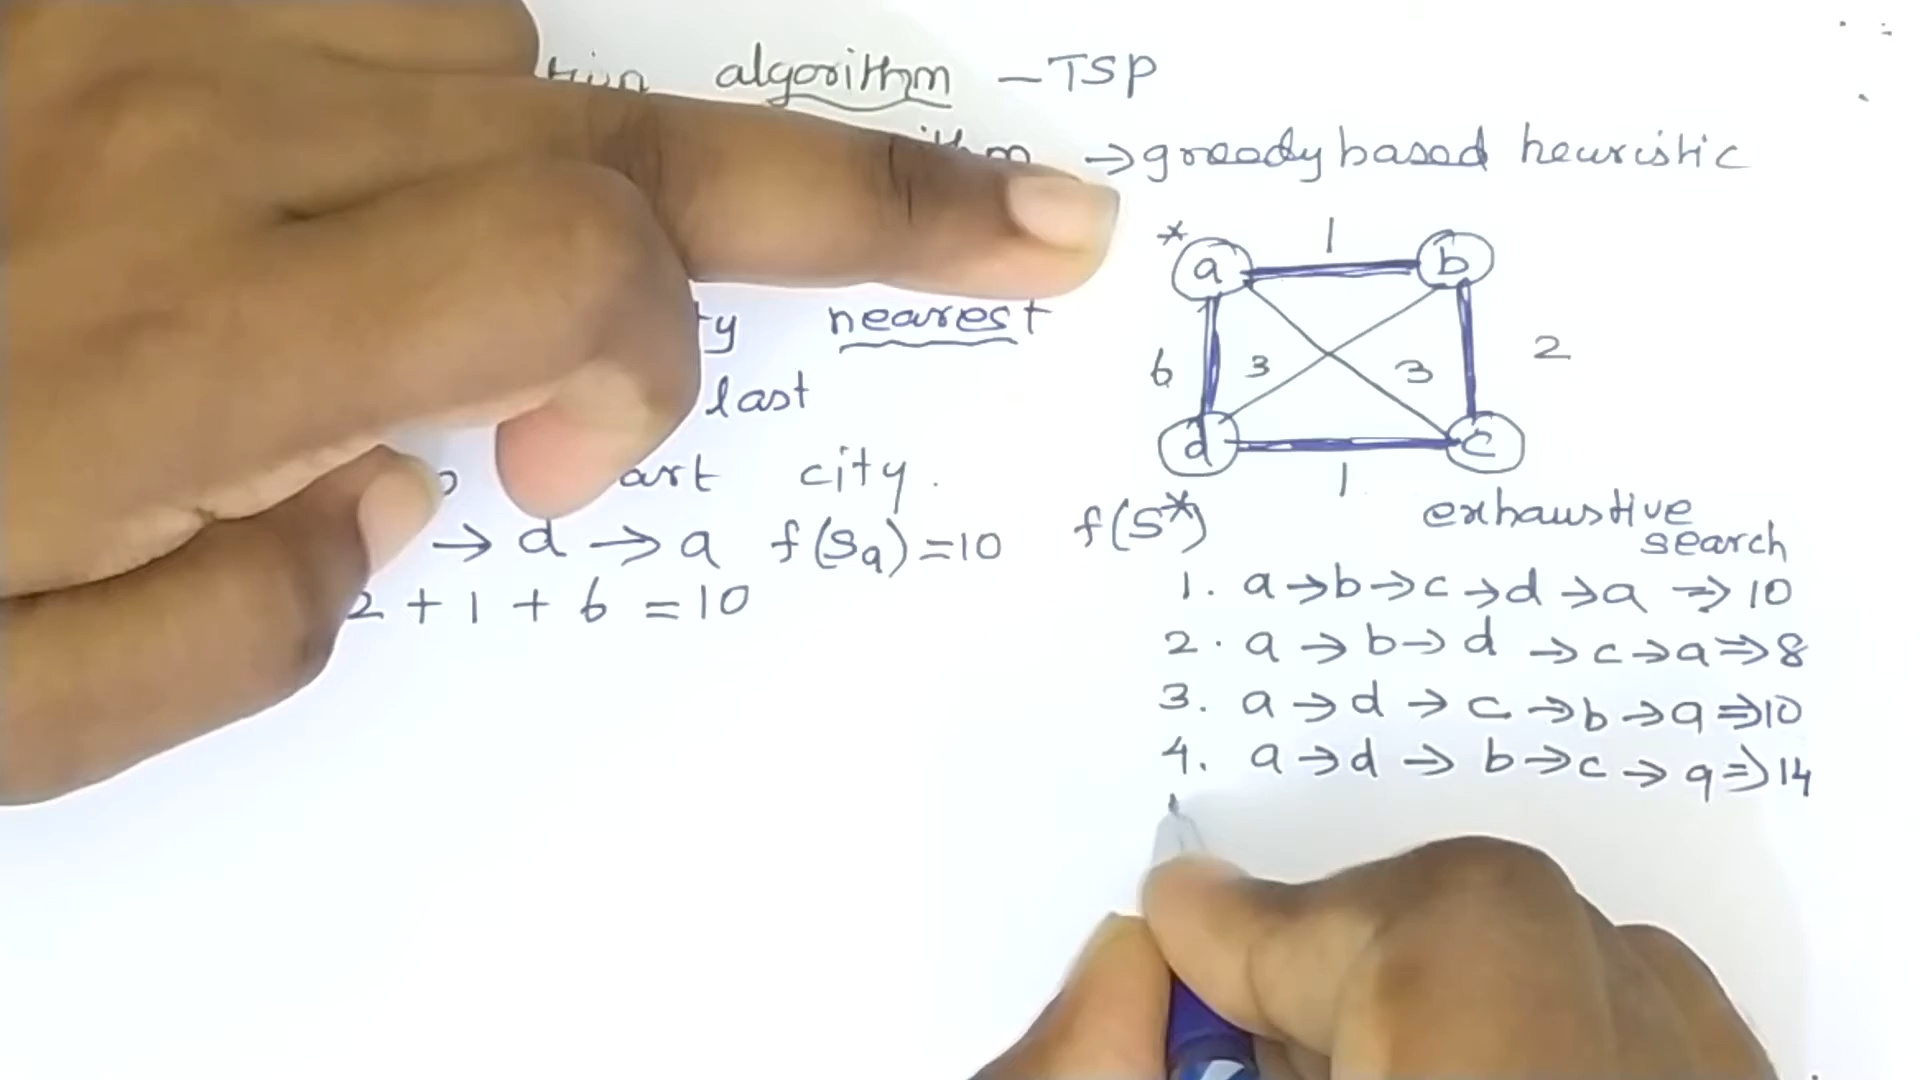 algorithm - TSP
→ greedy based heuristic
* a 1 b
nearest
6 3 3 2
last
d 1 c
city.
→ d → a f(Sa) = 10
2 + 1 + 6 = 10
f(S*)
exhaustive
search
1. a → b → c → d → a ⇒ 10
2. a → b → d → c → a ⇒ 8
3. a → d → c → b → a ⇒ 10
4. a → d → b → c → a ⇒ 14